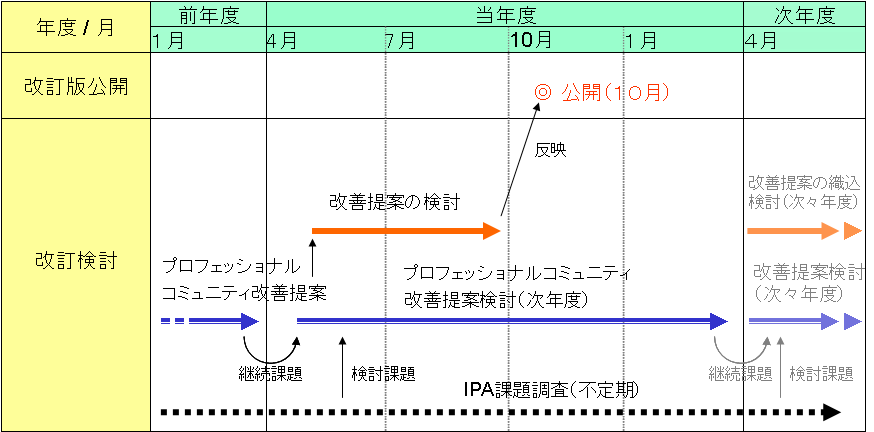 年度 / 月
前年度
当年度
次年度
１月
４月
７月
10月
１月
４月
改訂版公開
◎ 公開（１０月）
反映
改訂検討
改善提案の検討
改善提案の織込
検討（次々年度）
プロフェッショナル
コミュニティ改善提案
プロフェッショナルコミュニティ
改善提案検討（次年度）
改善提案検討
（次々年度）
継続課題
検討課題
継続課題
検討課題
IPA課題調査（不定期）